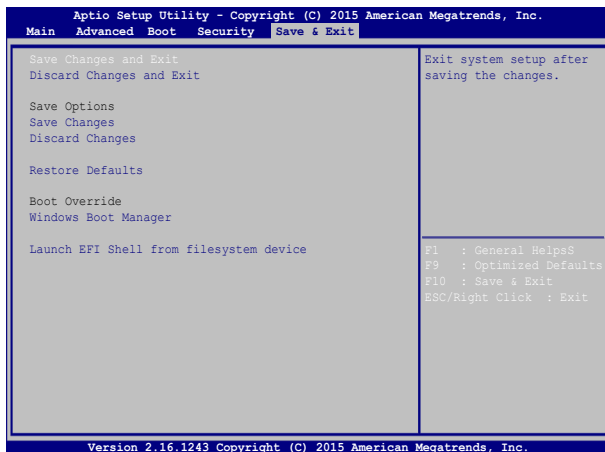 Aptio Setup Utility - Copyright (C) 2015 American Megatrends, Inc.
Main Advanced Boot Security Save & Exit
Save Changes and Exit
Discard Changes and Exit
Save Options
Save Changes
Discard Changes
Restore Defaults
Boot Override
Windows Boot Manager
Launch EFI Shell from filesystem device
Exit system setup after
saving the changes.
F1 : General HelpsS
F9 : Optimized Defaults
F10 : Save & Exit
ESC/Right Click : Exit
Version 2.16.1243 Copyright (C) 2015 American Megatrends, Inc.